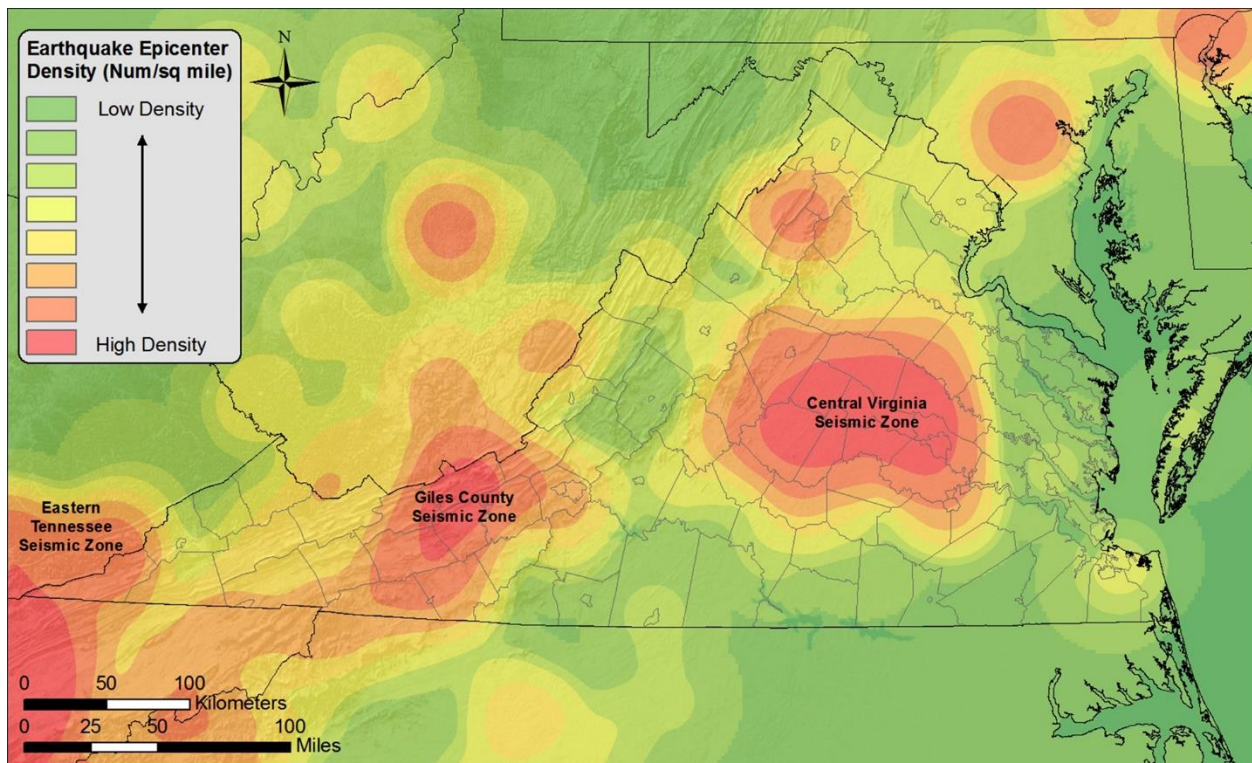 Earthquake Epicenter
Density (Num/sq mile)
Low Density
High Density
N
Central Virginia
Seismic Zone
Giles County
Seismic Zone
Eastern
Tennessee
Seismic Zone
0 50 100
Kilometers
0 25 50 100
Miles